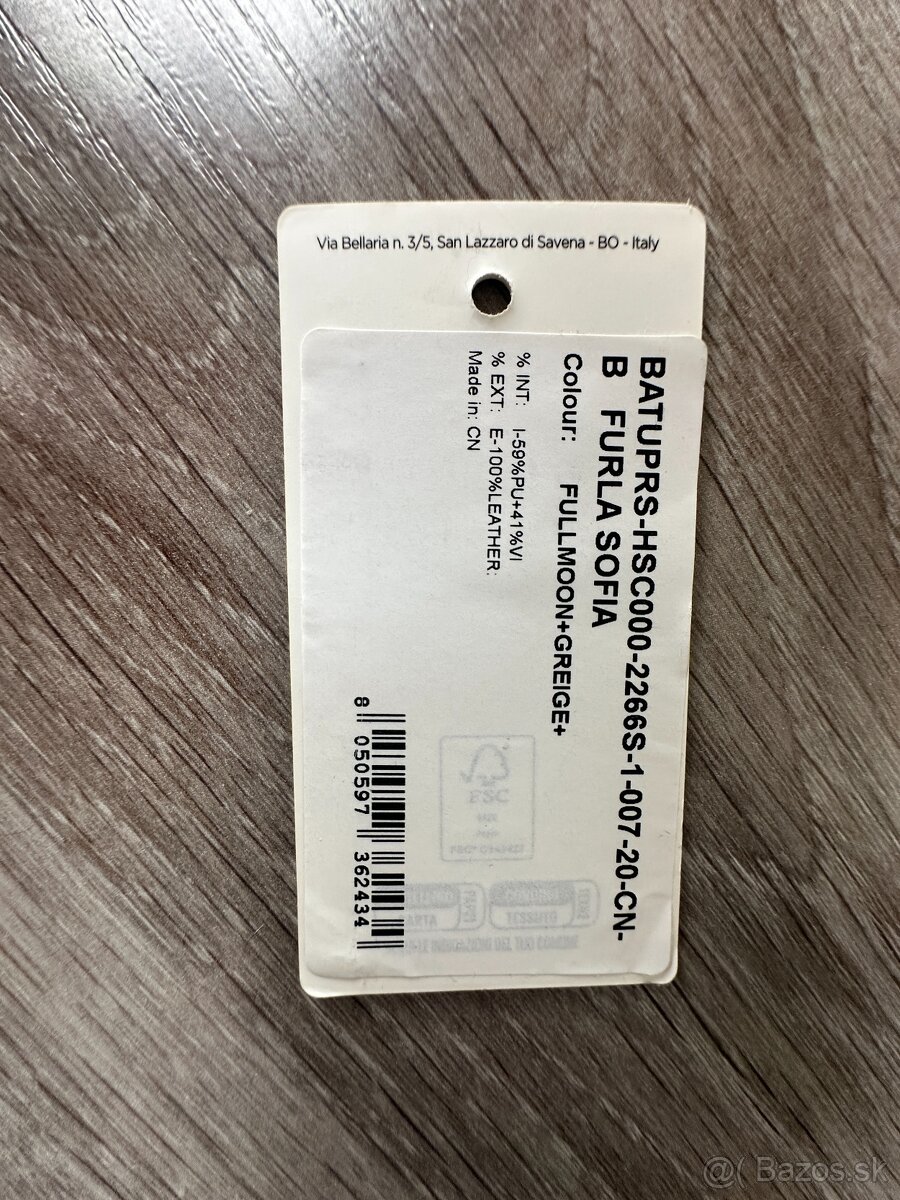 Via Bellaria n. 3/5, San Lazzaro di Savena - BO - Italy
BATUPRS-HSC000-2266S-1-007-20-CN-
B FURLA SOFIA
Colour: FULLMOON+GREIGE+
% INT: I-59%PU+41%VI
% EXT: E-100%LEATHER:
Made in: CN
8 050597 362434
FSC
CARTA
TESSUTO
@( Bazos.sk